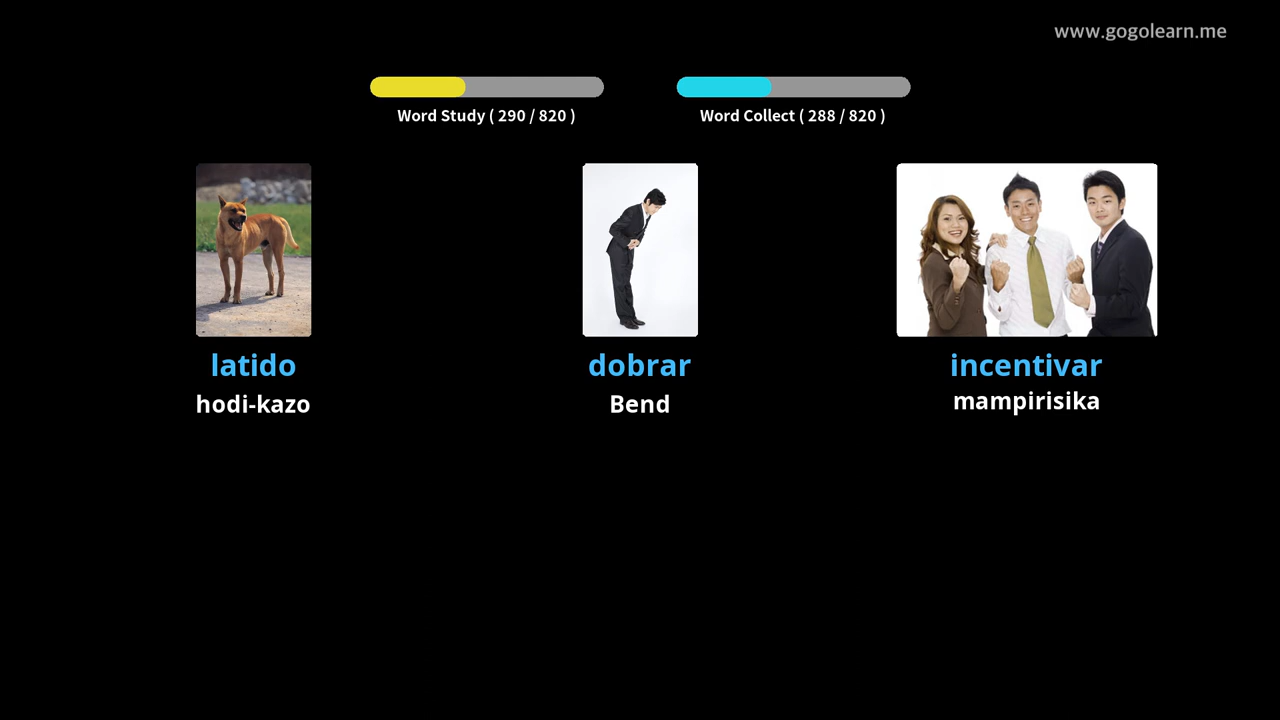 www.gogolearn.me
Word Study ( 290 / 820 )
Word Collect ( 288 / 820 )
latido
hodi-kazo
dobrar
Bend
incentivar
mampirisika